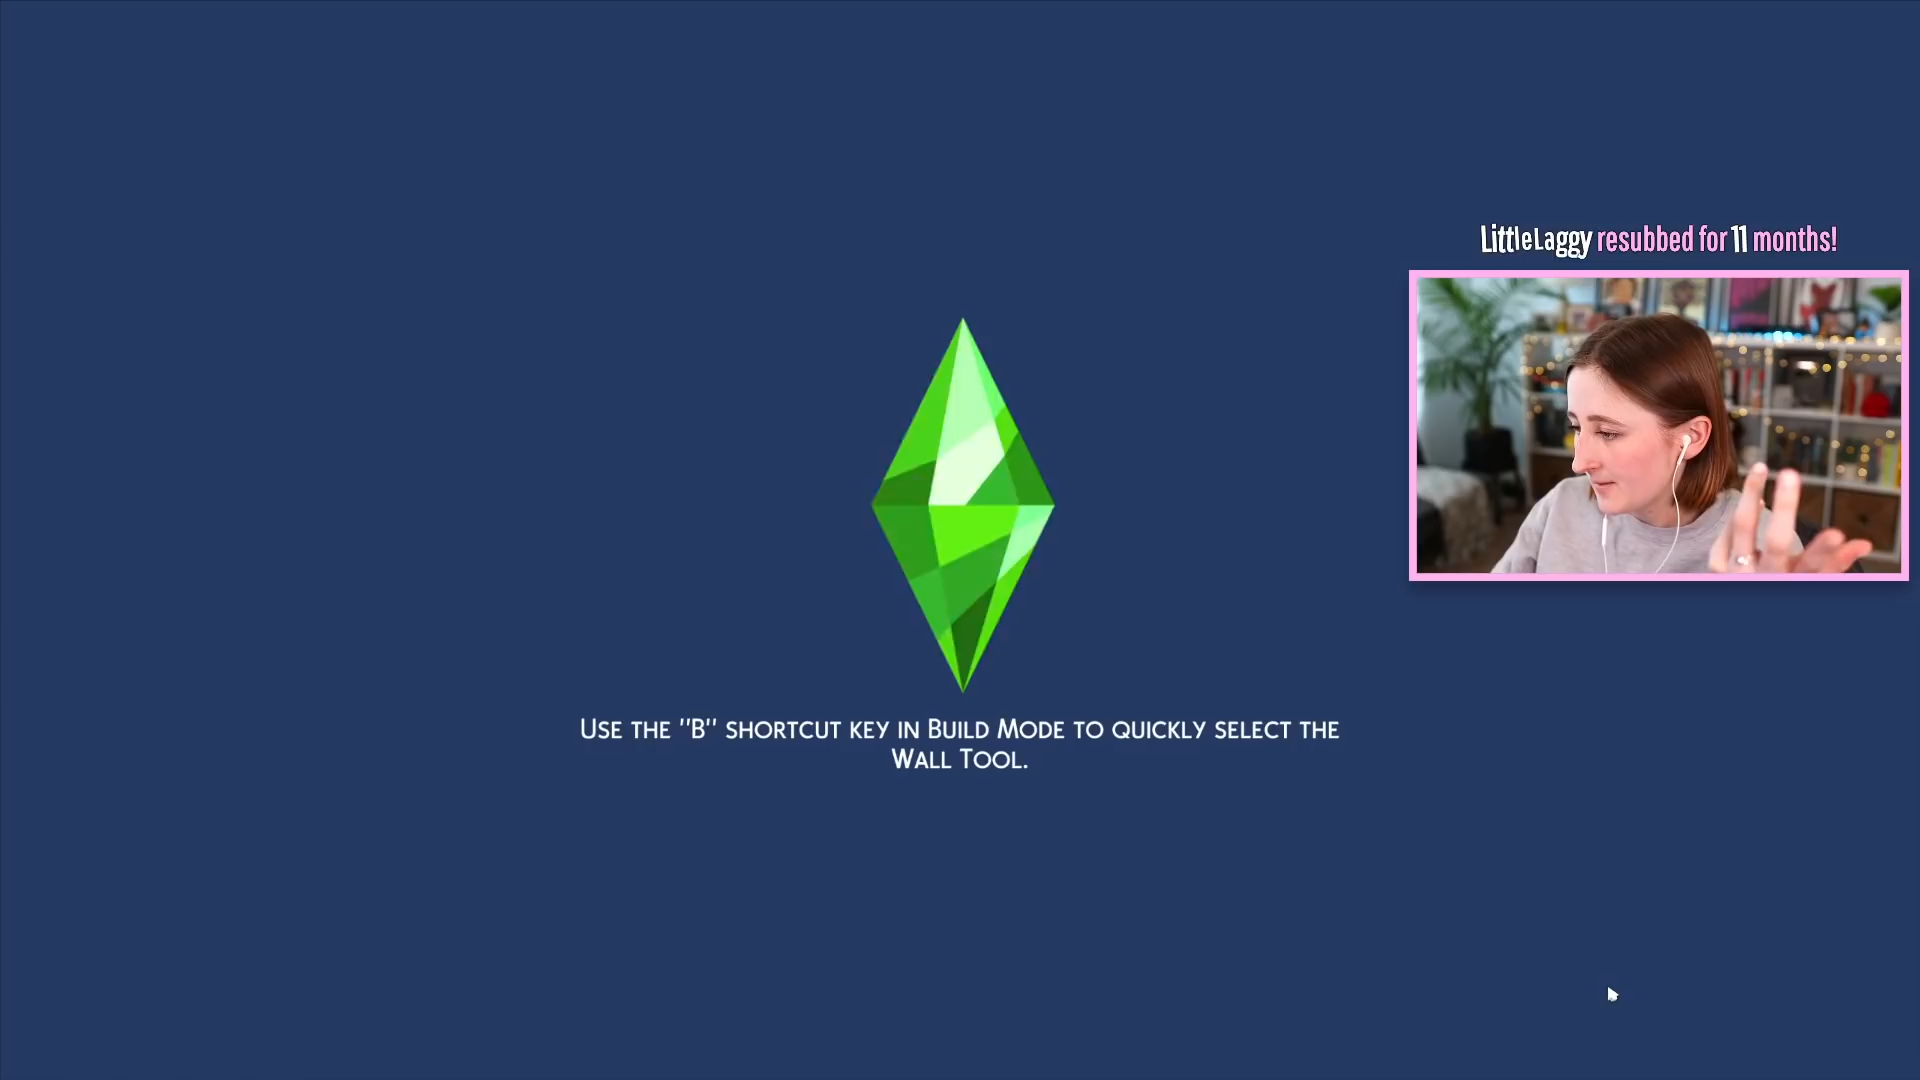 LittleLaggy resubbed for 11 months!
Use the "B" shortcut key in Build Mode to quickly select the
Wall Tool.